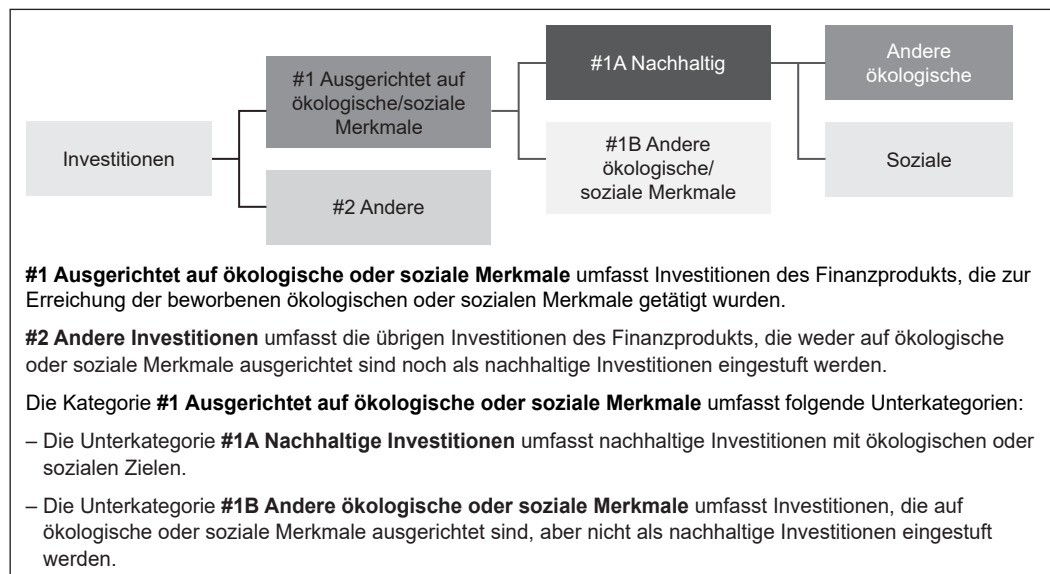 #1A Nachhaltig
Andere
ökologische
#1 Ausgerichtet auf
ökologische/soziale
Merkmale
Investitionen
#1B Andere
ökologische/
soziale Merkmale
Soziale
#2 Andere
#1 Ausgerichtet auf ökologische oder soziale Merkmale umfasst Investitionen des Finanzprodukts, die zur
Erreichung der beworbenen ökologischen oder sozialen Merkmale getätigt wurden.
#2 Andere Investitionen umfasst die übrigen Investitionen des Finanzprodukts, die weder auf ökologische
oder soziale Merkmale ausgerichtet sind noch als nachhaltige Investitionen eingestuft werden.
Die Kategorie #1 Ausgerichtet auf ökologische oder soziale Merkmale umfasst folgende Unterkategorien:
– Die Unterkategorie #1A Nachhaltige Investitionen umfasst nachhaltige Investitionen mit ökologischen oder
sozialen Zielen.
– Die Unterkategorie #1B Andere ökologische oder soziale Merkmale umfasst Investitionen, die auf
ökologische oder soziale Merkmale ausgerichtet sind, aber nicht als nachhaltige Investitionen eingestuft
werden.